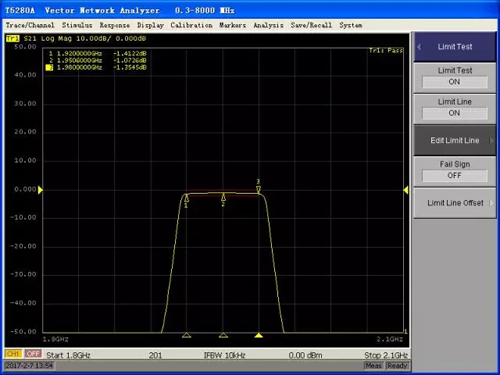 T5280A Vector Network Analyzer 0.3-8000 MHz
Trace/Channel Stimulus Response Display Calibration Markers Analysis Save/Recall System
Tr1 S21 Log Mag 10.00dB/ 0.000dB
Limit Test
50.00
1 1.9200000GHz -1.4122dB
Tr1: Pass
2 1.9506000GHz -1.0726dB
3 1.9800000GHz -1.3545dB
40.00
Limit Test
ON
30.00
Limit Line
ON
20.00
Edit Limit Line
10.00
Fail Sign
OFF
0.000
3
1
2
Limit Line Offset
-10.00
-20.00
-30.00
-40.00
-50.00
1
1.8GHz
2.1GHz
CH1 OFF Start 1.8GHz 201 IFBW 10kHz 0.00 dBm Stop 2.1GHz
2017-2-7 13:54
Meas Ready